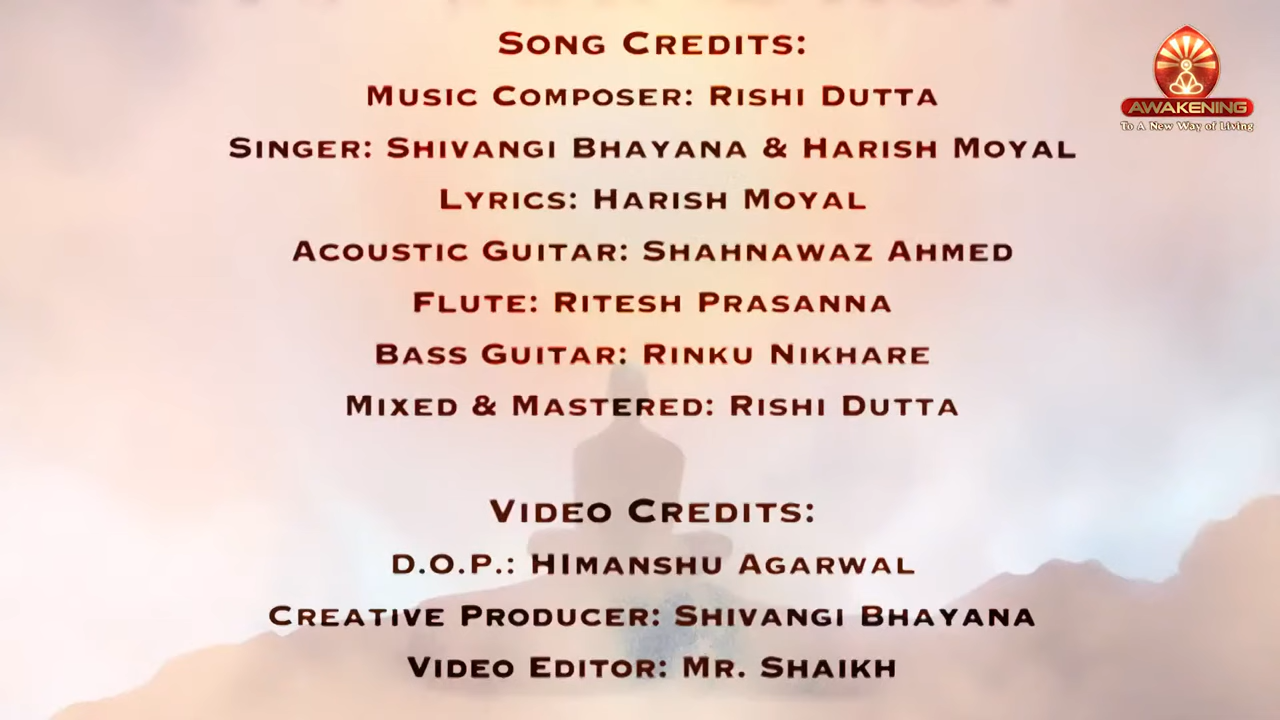 SONG CREDITS:
MUSIC COMPOSER: RISHI DUTTA
SINGER: SHIVANGI BHAYANA & HARISH MOYAL
LYRICS: HARISH MOYAL
ACOUSTIC GUITAR: SHAHNAWAZ AHMED
FLUTE: RITESH PRASANNA
BASS GUITAR: RINKU NIKHARE
MIXED & MASTERED: RISHI DUTTA
VIDEO CREDITS:
D.O.P.: HIMANSHU AGARWAL
CREATIVE PRODUCER: SHIVANGI BHAYANA
VIDEO EDITOR: MR. SHAIKH
AWAKENING
To A New Way of Living